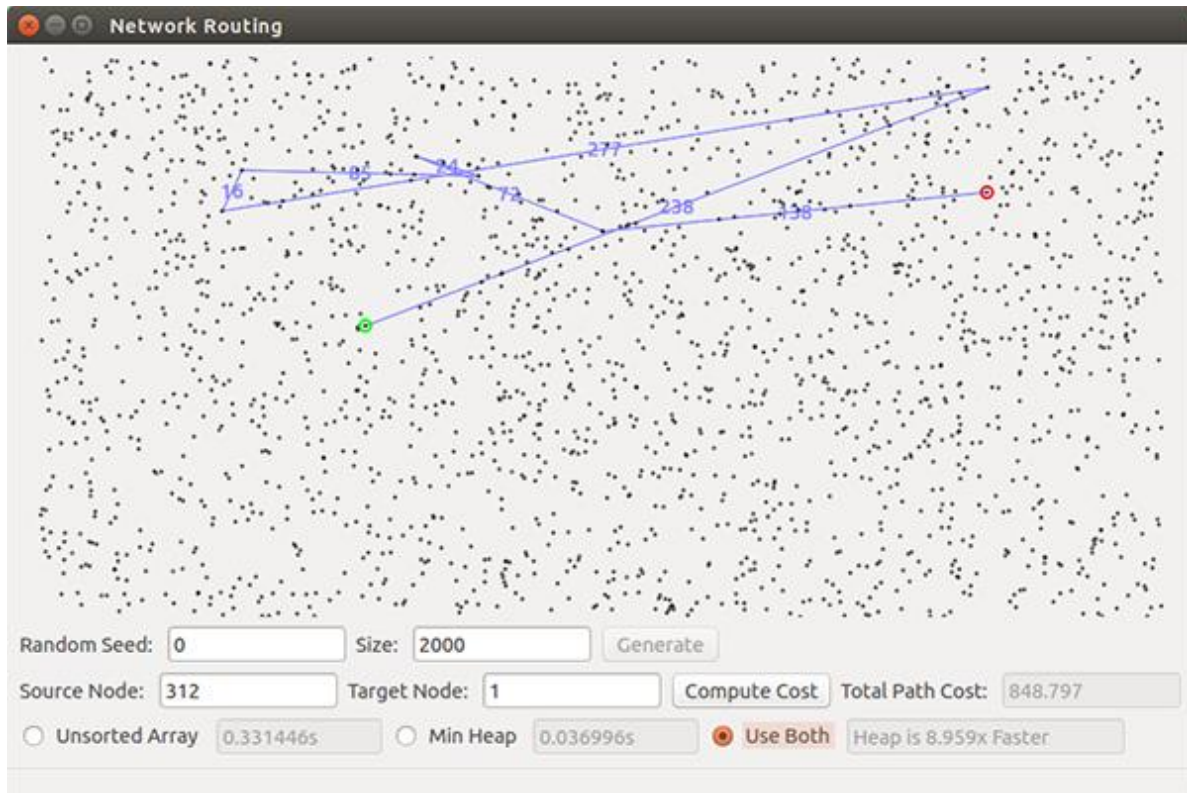 Network Routing
277
24
85
16
72
238
138
Random Seed: 0 Size: 2000 Generate
Source Node: 312 Target Node: 1 Compute Cost Total Path Cost: 848.797
Unsorted Array 0.331446s Min Heap 0.036996s Use Both Heap is 8.959x Faster